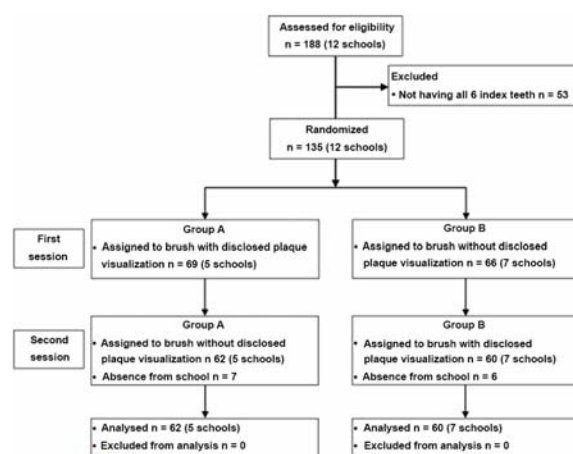 Assessed for eligibility
n = 188 (12 schools)
Excluded
• Not having all 6 index teeth n = 53
Randomized
n = 135 (12 schools)
First
session
Group A
• Assigned to brush with disclosed plaque
visualization n = 69 (5 schools)
Group B
• Assigned to brush without disclosed
plaque visualization n = 66 (7 schools)
Second
session
Group A
• Assigned to brush without disclosed
plaque visualization n 62 (5 schools)
• Absence from school n = 7
Group B
• Assigned to brush with disclosed
plaque visualization n = 60 (7 schools)
• Absence from school n = 6
• Analysed n = 62 (5 schools)
• Excluded from analysis n = 0
• Analysed n = 60 (7 schools)
• Excluded from analysis n = 0